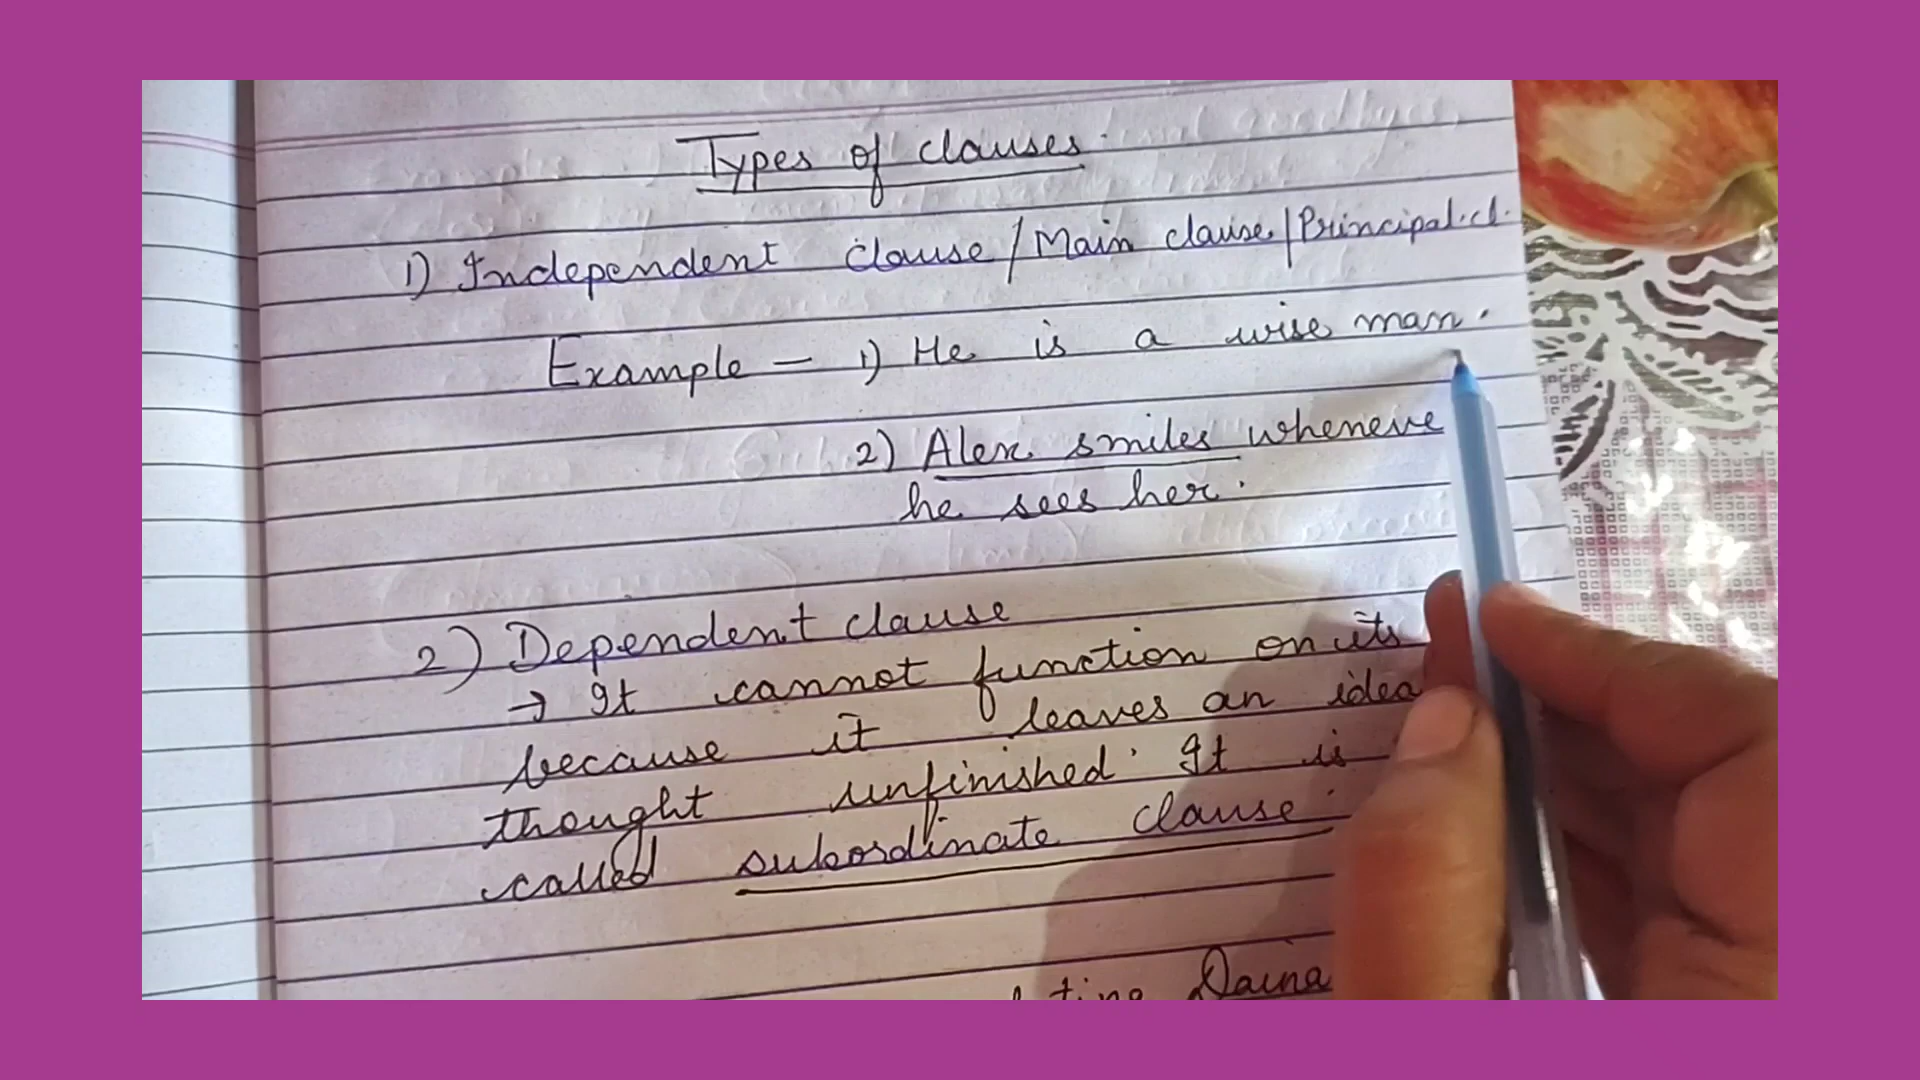 Types of clauses.
1) Independent clause / Main clause / Principal.cl.
Example – 1) He is a wise man.
2) Alex smiles wheneve
he sees her.
2) Dependent clause
→ It cannot function on its
because it leaves an idea
thought unfinished. It is
called subordinate clause.
Daina